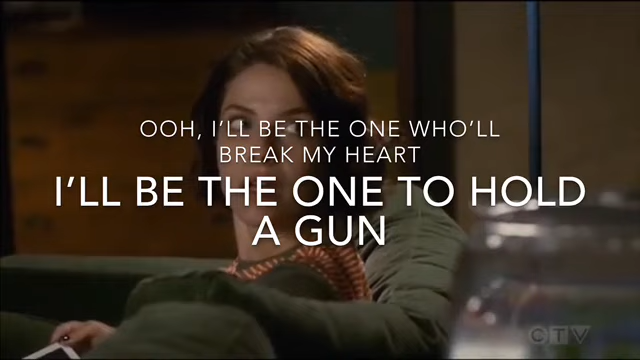 OOH, I’LL BE THE ONE WHO’LL
BREAK MY HEART
I’LL BE THE ONE TO HOLD
A GUN
CTV